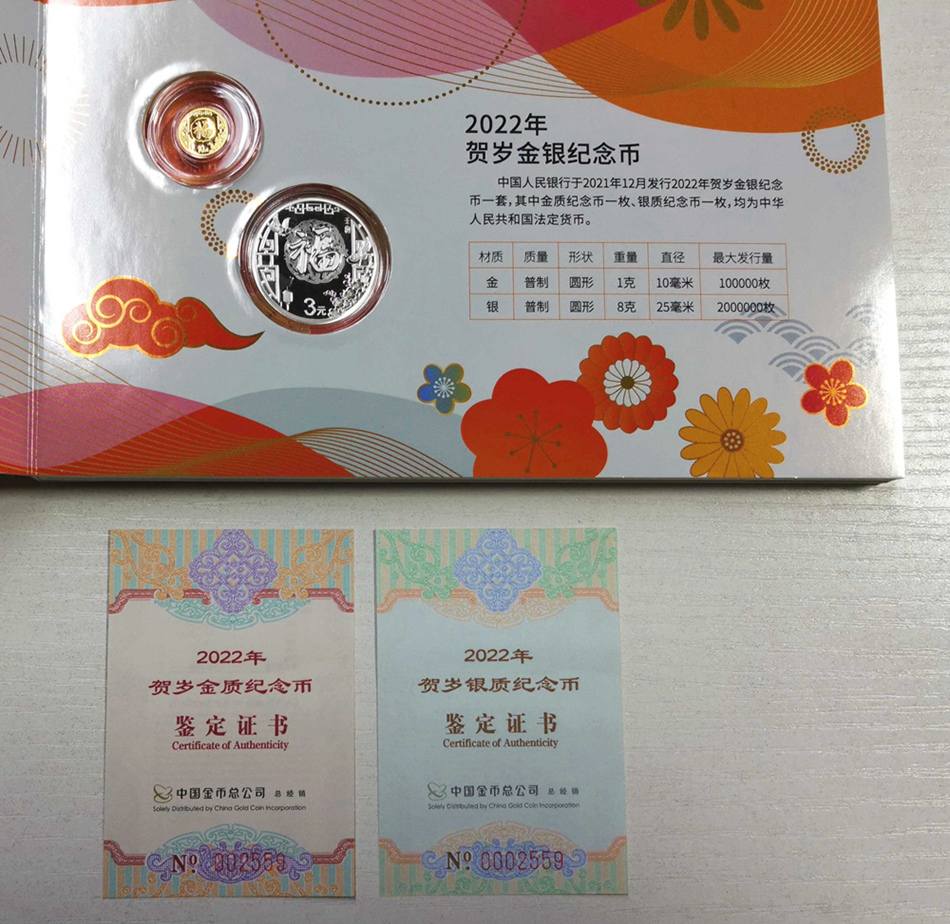 2022年
贺岁金银纪念币
中国人民银行于2021年12月发行2022年贺岁金银纪念
币一套，其中金质纪念币一枚、银质纪念币一枚，均为中华
人民共和国法定货币。
材质 质量 形状 重量 直径 最大发行量
金 普制 圆形 1克 10毫米 100000枚
银 普制 圆形 8克 25毫米 2000000枚
福
福
3元
2022年
贺岁金质纪念币
鉴定证书
Certificate of Authenticity
中国金币总公司 总经销
Solely Distributed by China Gold Coin Incorporation
Nº 002559
2022年
贺岁银质纪念币
鉴定证书
Certificate of Authenticity
中国金币总公司 总经销
Solely Distributed by China Gold Coin Incorporation
Nº 0002559